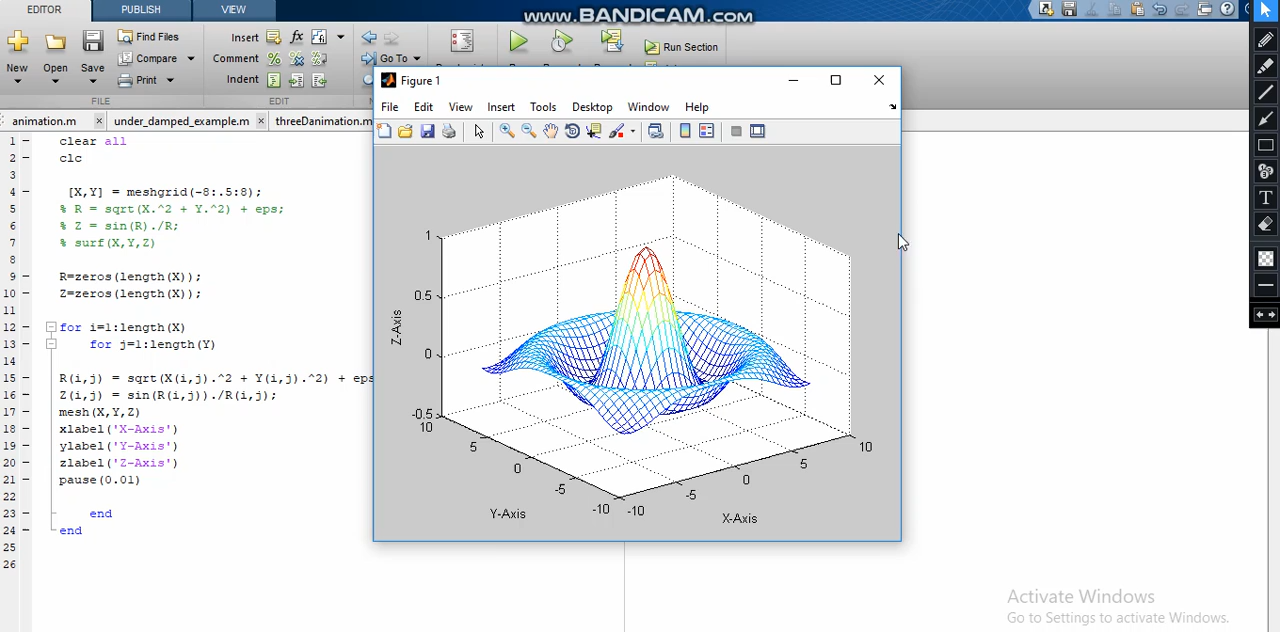 EDITOR PUBLISH VIEW
www.BANDICAM.com
New Open Save
Find Files
Compare
Print
FILE
Insert
Comment
Indent
EDIT
fx
Go To
Run Section
animation.m
under_damped_example.m
threeDanimation.m
1 clear all
2 clc
3
4 [X,Y] = meshgrid(-8:.5:8);
5 % R = sqrt(X.^2 + Y.^2) + eps;
6 % Z = sin(R)./R;
7 % surf(X,Y,Z)
8
9 R=zeros(length(X));
10 Z=zeros(length(X));
11
12 for i=1:length(X)
13 for j=1:length(Y)
14
15 R(i,j) = sqrt(X(i,j).^2 + Y(i,j).^2) + eps
16 Z(i,j) = sin(R(i,j))./R(i,j);
17 mesh(X,Y,Z)
18 xlabel('X-Axis')
19 ylabel('Y-Axis')
20 zlabel('Z-Axis')
21 pause(0.01)
22
23 end
24 end
25
26
Figure 1
File Edit View Insert Tools Desktop Window Help
1
0.5
0
-0.5
Z-Axis
10
5
0
-5
-10
Y-Axis
-10
-5
0
5
10
X-Axis
T
Activate Windows
Go to Settings to activate Windows.